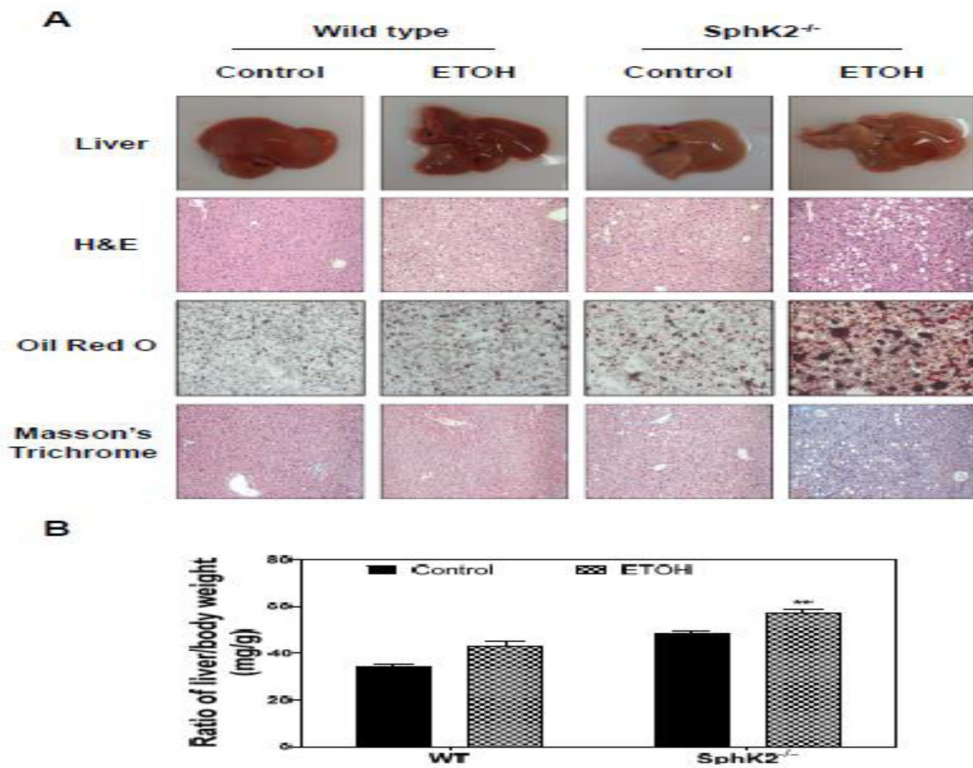 A
Wild type SphK2-/-
Control ETOH Control ETOH
Liver
H&E
Oil Red O
Masson's
Trichrome
B
Ratio of liver/body weight
(mg/g)
80
60
40
20
0
Control ETOH
**
WT SphK2-/-